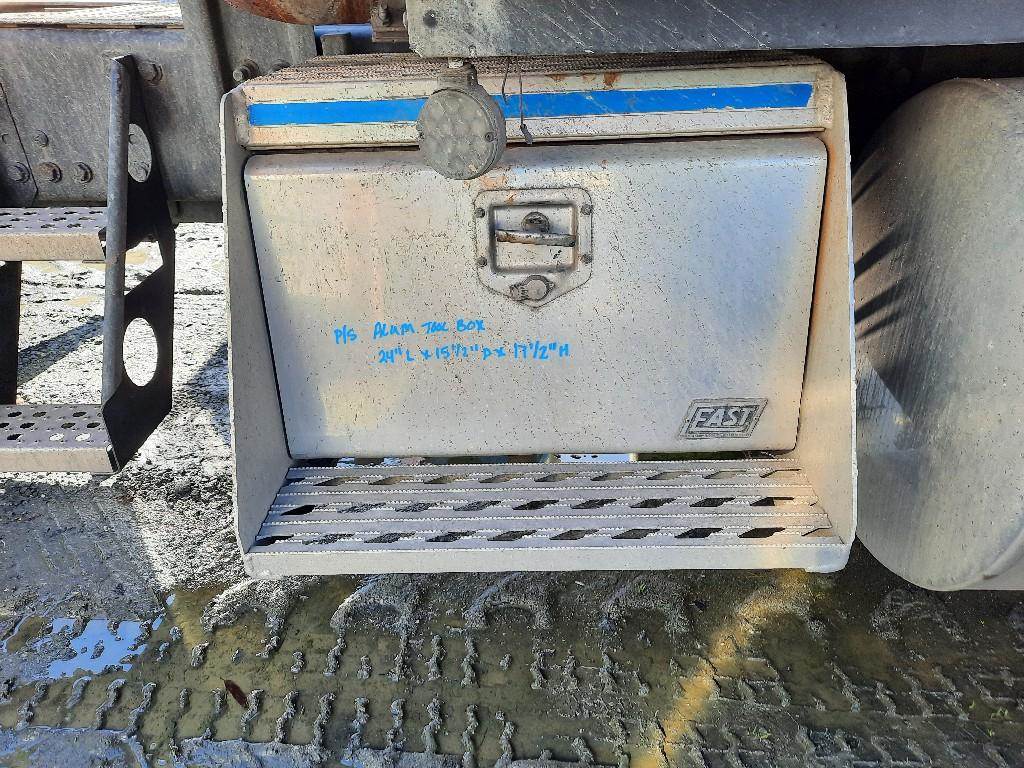 P/S ALUM TOOL BOX
24" L x 15 1/2" D x 17 1/2" H
FAST